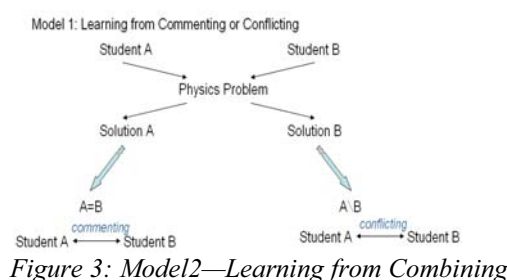 Model 1: Learning from Commenting or Conflicting
Student A Student B
Physics Problem
Solution A Solution B
A=B A\B
commenting conflicting
Student A Student B Student A Student B
Figure 3: Model2—Learning from Combining